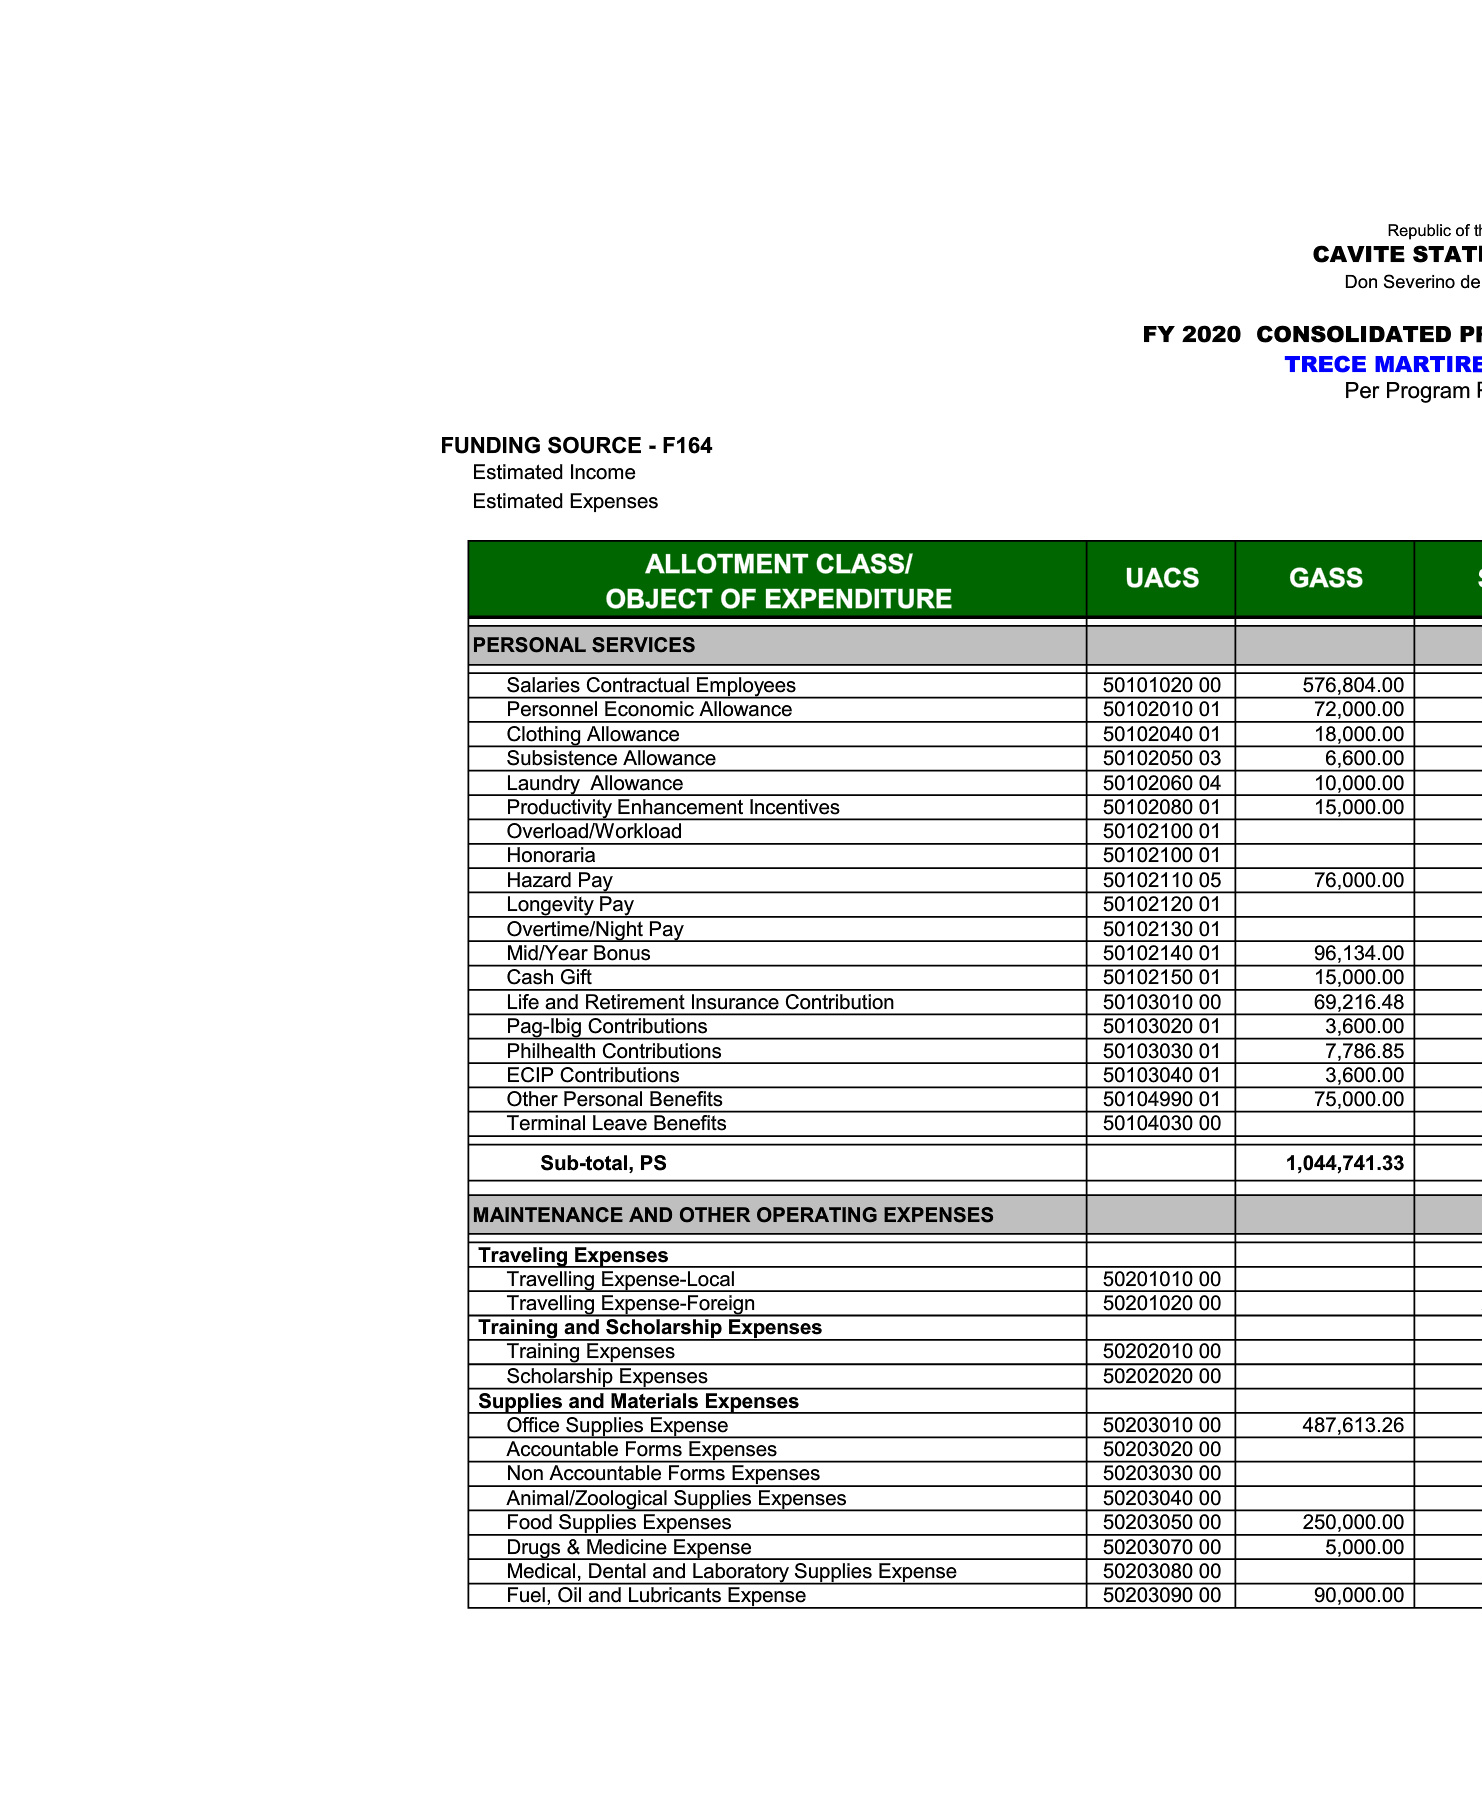 Republic of
CAVITE
Don Severino de
FY 2020 CONSOLIDATED
TRECE
Per Program
FUNDING SOURCE - F164
Estimated Income
Estimated Expenses
ALLOTMENT CLASS/
OBJECT OF EXPENDITURE UACS GASS
PERSONAL SERVICES
Salaries Contractual Employees 50101020 00 576,804.00
Personnel Economic Allowance 50102010 01 72,000.00
Clothing Allowance 50102040 01 18,000.00
Subsistence Allowance 50102050 03 6,600.00
Laundry Allowance 50102060 04 10,000.00
Productivity Enhancement Incentives 50102080 01 15,000.00
Overload/Workload 50102100 01
Honoraria 50102100 01
Hazard Pay 50102110 05 76,000.00
Longevity Pay 50102120 01
Overtime/Night Pay 50102130 01
Mid/Year Bonus 50102140 01 96,134.00
Cash Gift 50102150 01 15,000.00
Life and Retirement Insurance Contribution 50103010 00 69,216.48
Pag-Ibig Contributions 50103020 01 3,600.00
Philhealth Contributions 50103030 01 7,786.85
ECIP Contributions 50103040 01 3,600.00
Other Personal Benefits 50104990 01 75,000.00
Terminal Leave Benefits 50104030 00
Sub-total, PS 1,044,741.33
MAINTENANCE AND OTHER OPERATING EXPENSES
Traveling Expenses
Travelling Expense-Local 50201010 00
Travelling Expense-Foreign 50201020 00
Training and Scholarship Expenses
Training Expenses 50202010 00
Scholarship Expenses 50202020 00
Supplies and Materials Expenses
Office Supplies Expense 50203010 00 487,613.26
Accountable Forms Expenses 50203020 00
Non Accountable Forms Expenses 50203030 00
Animal/Zoological Supplies Expenses 50203040 00
Food Supplies Expenses 50203050 00 250,000.00
Drugs & Medicine Expense 50203070 00 5,000.00
Medical, Dental and Laboratory Supplies Expense 50203080 00
Fuel, Oil and Lubricants Expense 50203090 00 90,000.00